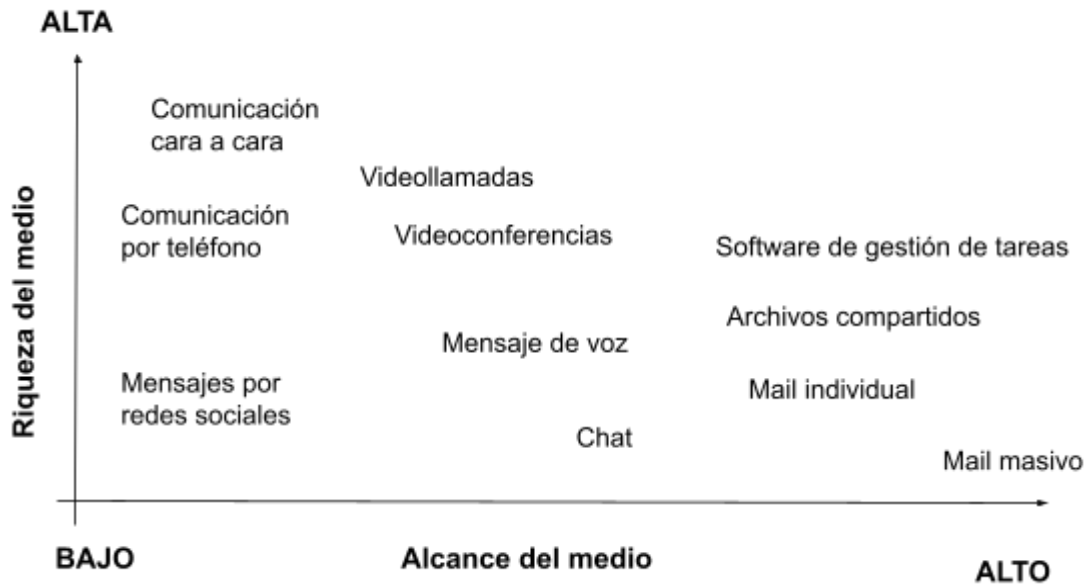 ALTA
Comunicación
cara a cara
Videollamadas
Comunicación
por teléfono
Videoconferencias
Software de gestión de tareas
Archivos compartidos
Mensaje de voz
Mensajes por
redes sociales
Mail individual
Chat
Mail masivo
Riqueza del medio
BAJO
Alcance del medio
ALTO